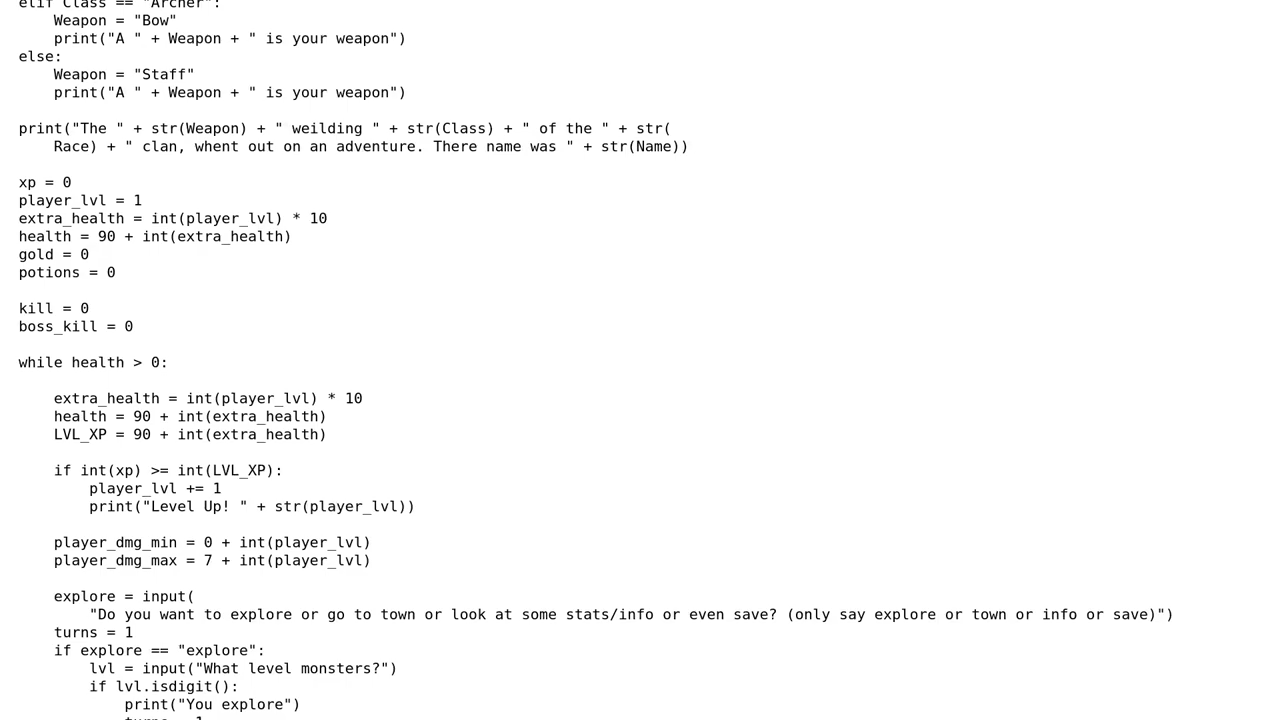 elif Class == "Archer":
    Weapon = "Bow"
    print("A " + Weapon + " is your weapon")
else:
    Weapon = "Staff"
    print("A " + Weapon + " is your weapon")

print("The " + str(Weapon) + " weilding " + str(Class) + " of the " + str(
    Race) + " clan, whent out on an adventure. There name was " + str(Name))

xp = 0
player_lvl = 1
extra_health = int(player_lvl) * 10
health = 90 + int(extra_health)
gold = 0
potions = 0

kill = 0
boss_kill = 0

while health > 0:

    extra_health = int(player_lvl) * 10
    health = 90 + int(extra_health)
    LVL_XP = 90 + int(extra_health)

    if int(xp) >= int(LVL_XP):
        player_lvl += 1
        print("Level Up! " + str(player_lvl))

    player_dmg_min = 0 + int(player_lvl)
    player_dmg_max = 7 + int(player_lvl)

    explore = input(
        "Do you want to explore or go to town or look at some stats/info or even save? (only say explore or town or info or save)")
    turns = 1
    if explore == "explore":
        lvl = input("What level monsters?")
        if lvl.isdigit():
            print("You explore")
            turns = 1